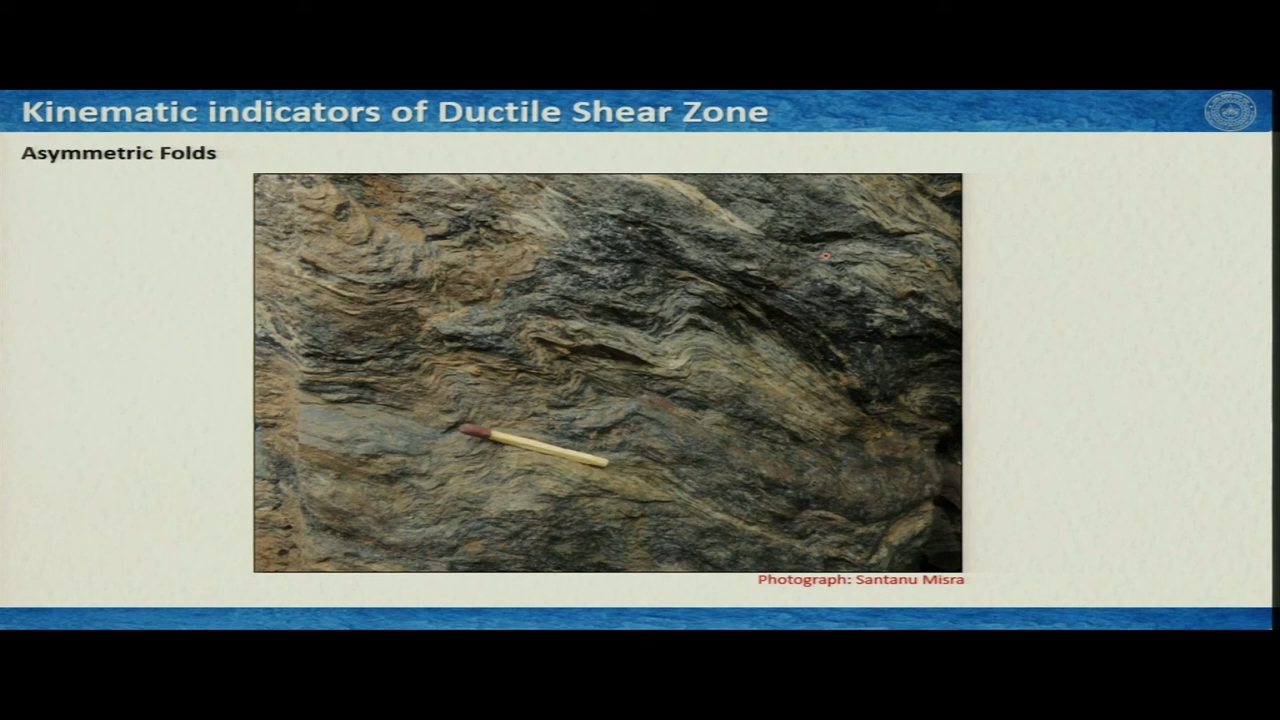 Kinematic indicators of Ductile Shear Zone
Asymmetric Folds
Photograph: Santanu Misra